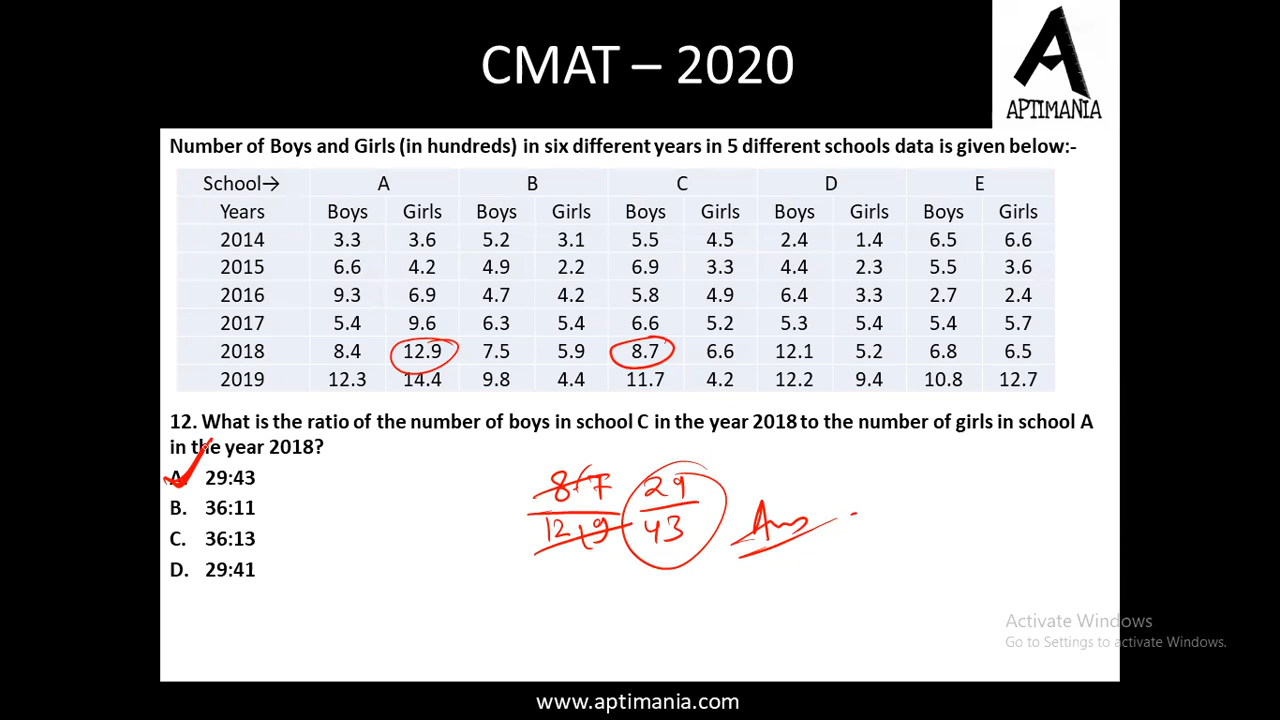 CMAT – 2020
A
APTIMANIA
Number of Boys and Girls (in hundreds) in six different years in 5 different schools data is given below:-
School→ A B C D E
Years Boys Girls Boys Girls Boys Girls Boys Girls Boys Girls
2014 3.3 3.6 5.2 3.1 5.5 4.5 2.4 1.4 6.5 6.6
2015 6.6 4.2 4.9 2.2 6.9 3.3 4.4 2.3 5.5 3.6
2016 9.3 6.9 4.7 4.2 5.8 4.9 6.4 3.3 2.7 2.4
2017 5.4 9.6 6.3 5.4 6.6 5.2 5.3 5.4 5.4 5.7
2018 8.4 12.9 7.5 5.9 8.7 6.6 12.1 5.2 6.8 6.5
2019 12.3 14.4 9.8 4.4 11.7 4.2 12.2 9.4 10.8 12.7
12. What is the ratio of the number of boys in school C in the year 2018 to the number of girls in school A
in the year 2018?
A. 29:43
B. 36:11
C. 36:13
D. 29:41
8.7 29
12.9 43
Ans
Activate Windows
Go to Settings to activate Windows.
www.aptimania.com